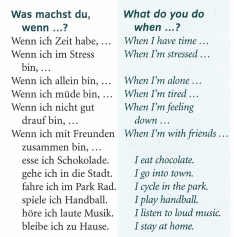 Was machst du,
wenn …?
Wenn ich Zeit habe, …
Wenn ich im Stress
bin, …
Wenn ich allein bin, …
Wenn ich müde bin, …
Wenn ich nicht gut
drauf bin, …
Wenn ich mit Freunden
zusammen bin, …
esse ich Schokolade.
gehe ich in die Stadt.
fahre ich im Park Rad.
spiele ich Handball.
höre ich laute Musik.
bleibe ich zu Hause.
What do you do
when …?
When I have time …
When I'm stressed …
When I'm alone …
When I'm tired …
When I'm feeling
down …
When I'm with friends …
I eat chocolate.
I go into town.
I cycle in the park.
I play handball.
I listen to loud music.
I stay at home.